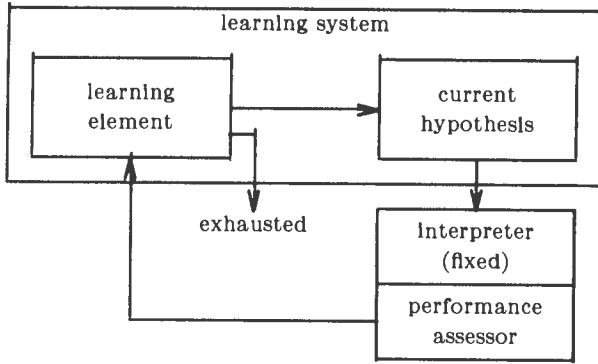 learning system
learning
element
current
hypothesis
exhausted
interpreter
(fixed)
performance
assessor